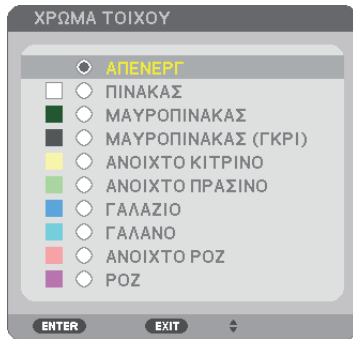 ΧΡΩΜΑ ΤΟΙΧΟΥ
ΑΠΕΝΕΡΓ
ΠΙΝΑΚΑΣ
ΜΑΥΡΟΠΙΝΑΚΑΣ
ΜΑΥΡΟΠΙΝΑΚΑΣ (ΓΚΡΙ)
ΑΝΟΙΧΤΟ ΚΙΤΡΙΝΟ
ΑΝΟΙΧΤΟ ΠΡΑΣΙΝΟ
ΓΑΛΑΖΙΟ
ΓΑΛΑΝΟ
ΑΝΟΙΧΤΟ ΡΟΖ
ΡΟΖ
ENTER EXIT